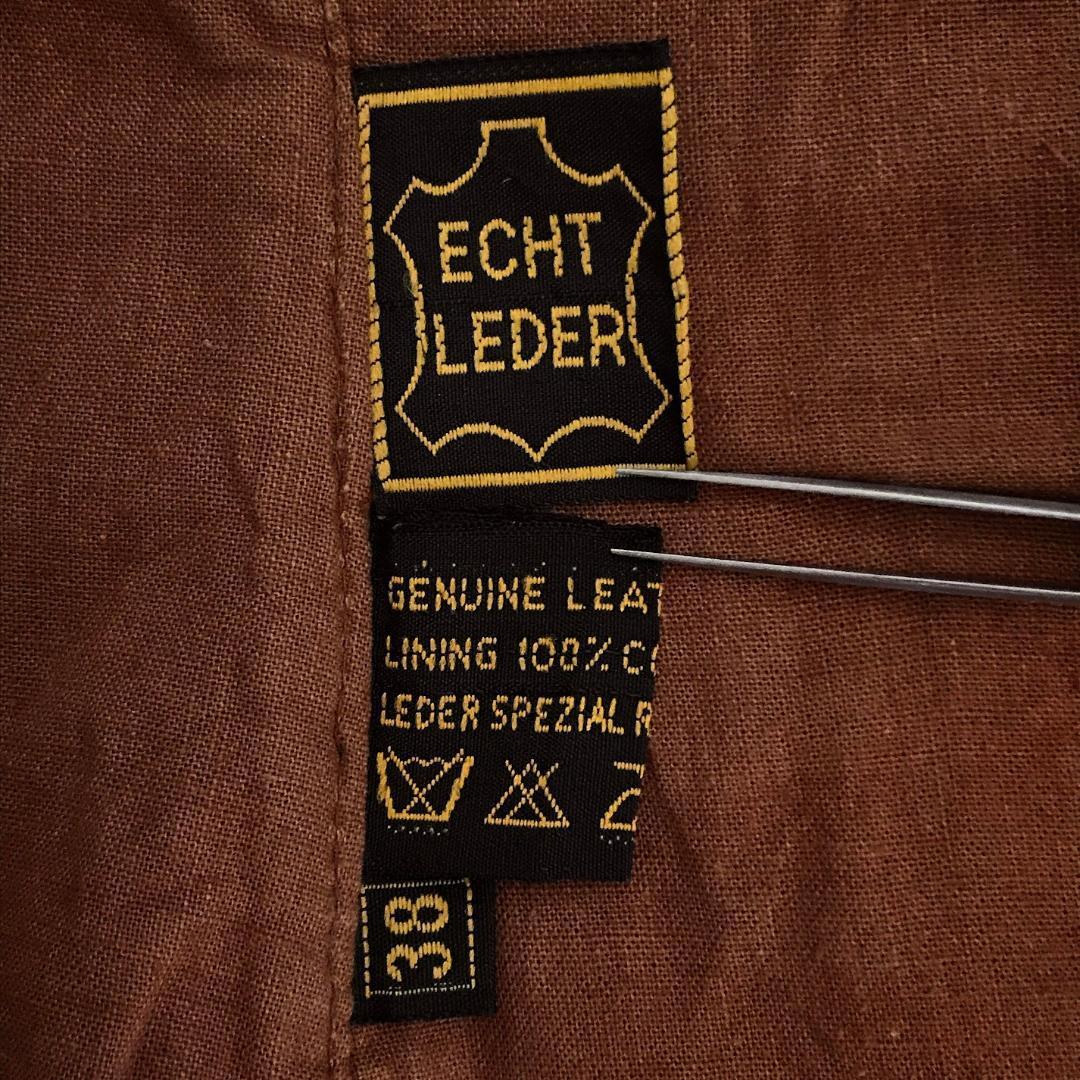 ECHT
LEDER
GENUINE LEAT
LINING 100% CO
LEDER SPEZIAL R
38